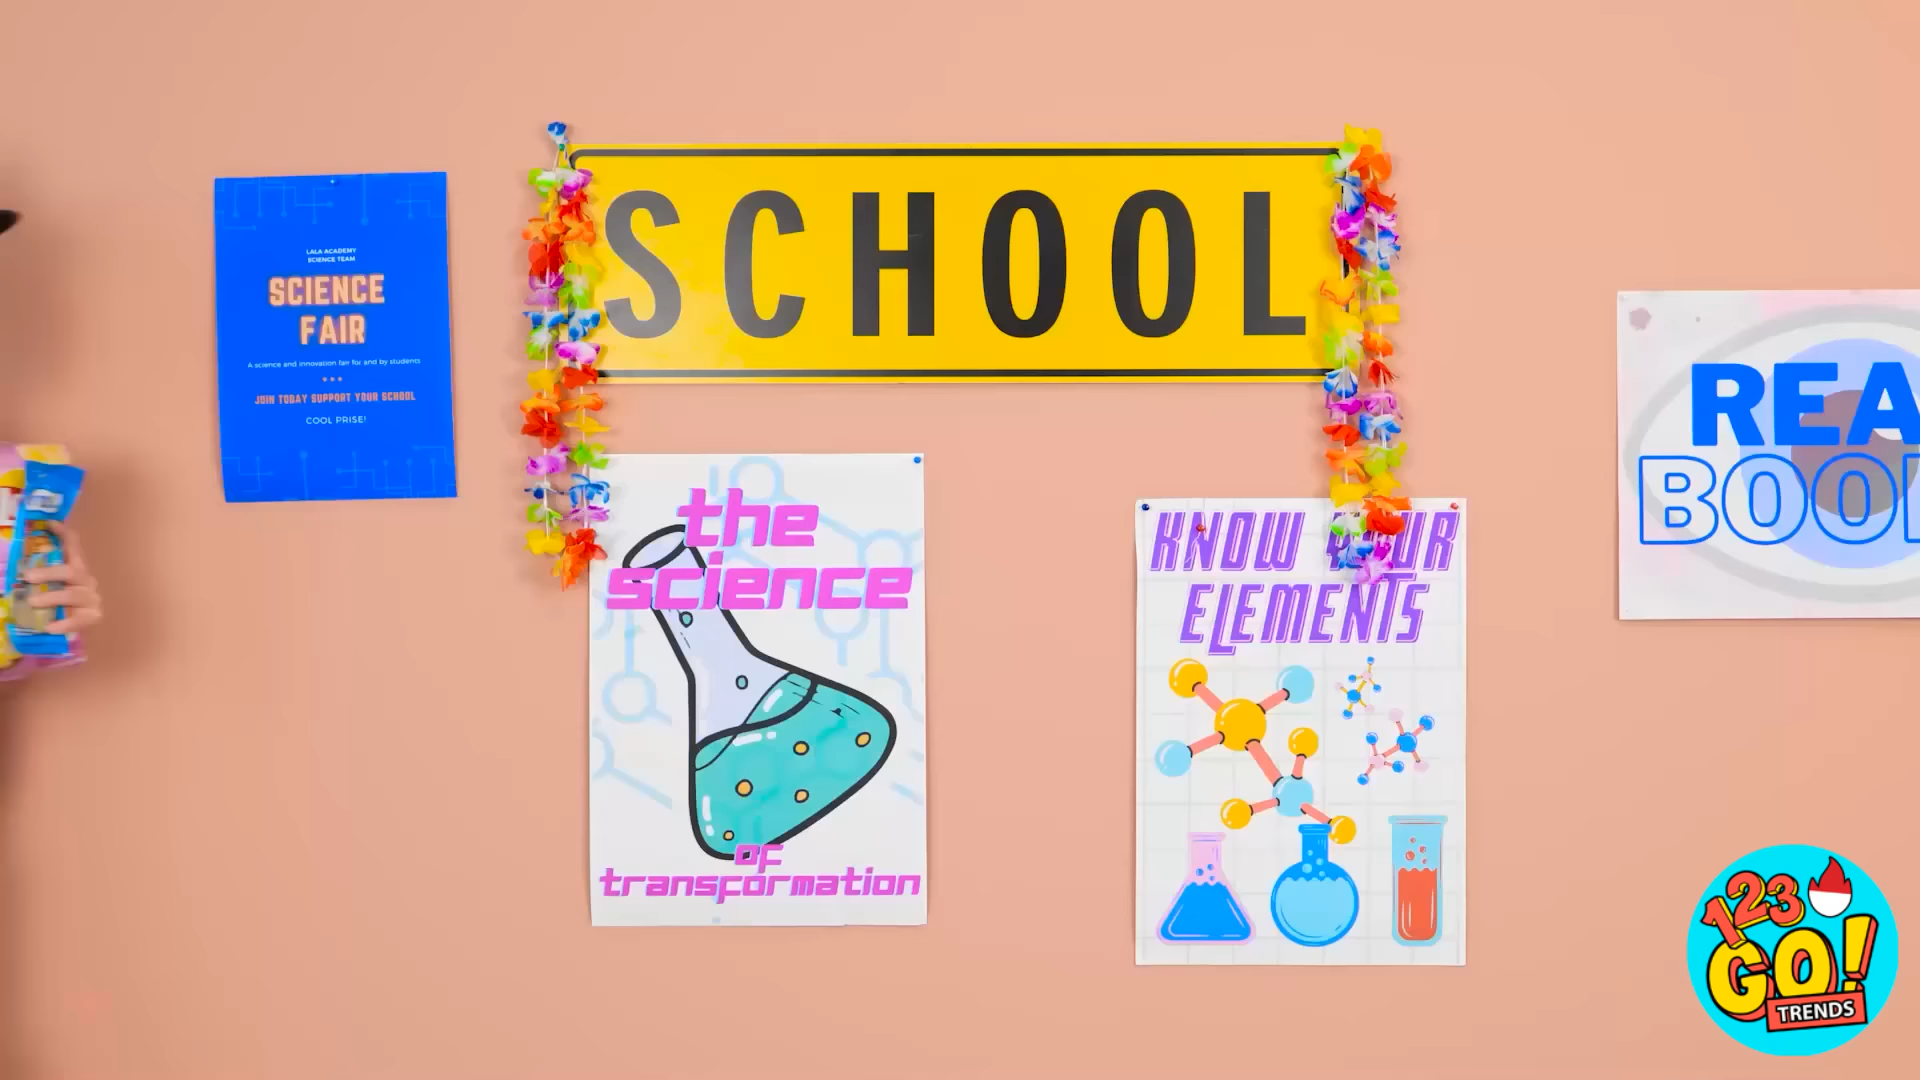 SCHOOL
LALA ACADEMY
SCIENCE TEAM
SCIENCE
FAIR
A science and innovation fair for and by students
JOIN TODAY SUPPORT YOUR SCHOOL
COOL PRISE!
the
science
of
transformation
KNOW YOUR
ELEMENTS
REA
BOO
123
GO!
TRENDS